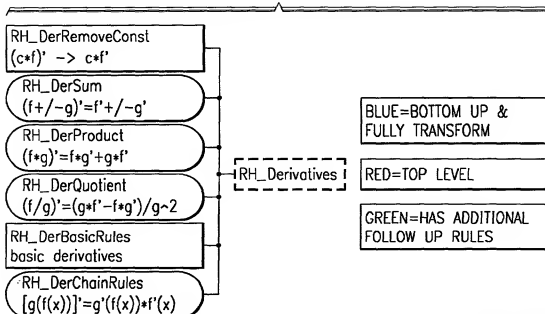 RH_DerRemoveConst
(c*f)' -> c*f'
RH_DerSum
(f+/-g)'=f'+/-g'
RH_DerProduct
(f*g)'=f*g'+g*f'
RH_DerQuotient
(f/g)'=(g*f'-f*g')/g^2
RH_DerBasicRules
basic derivatives
RH_DerChainRules
[g(f(x))]'=g'(f(x))*f'(x)
RH_Derivatives
BLUE=BOTTOM UP &
FULLY TRANSFORM
RED=TOP LEVEL
GREEN=HAS ADDITIONAL
FOLLOW UP RULES